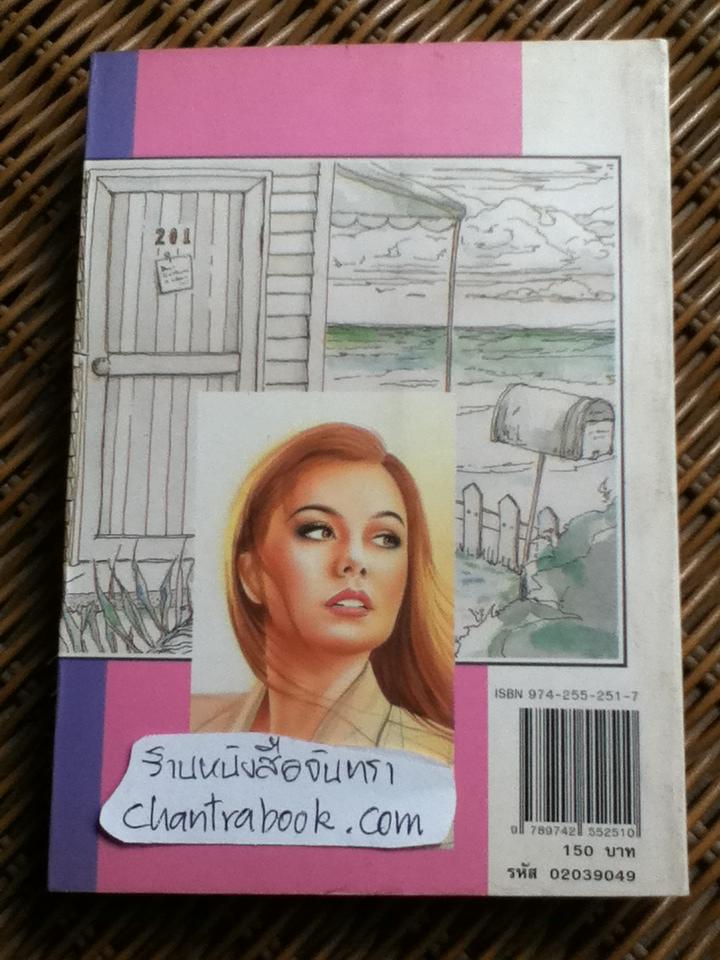 201
ISBN 974-255-251-7
ร้านหนังสือจันทรา
chantrabook.com
9 789742 552510
150 บาท
รหัส 02039049